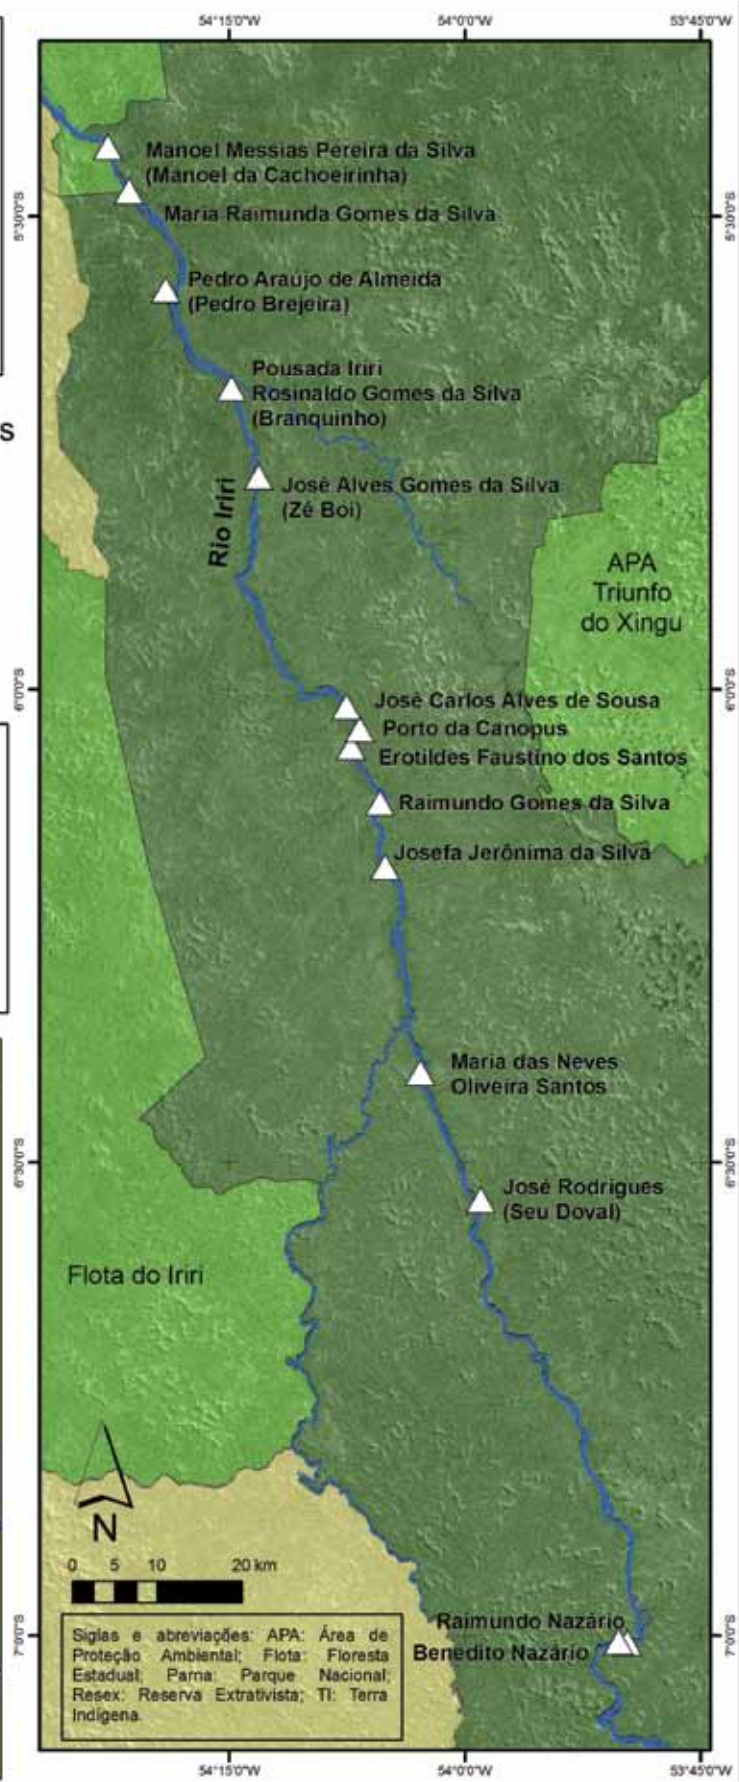 54°15'0"W
54°0'0"W
53°45'0"W
Manoel Messias Pereira da Silva
(Manoel da Cachoeirinha)
5°30'0"S
5°30'0"S
Maria Raimunda Gomes da Silva
Pedro Araújo de Almeida
(Pedro Brejeira)
Pousada Iriri
Rosinaldo Gomes da Silva
(Branquinho)
S
José Alves Gomes da Silva
(Zé Boi)
Rio Iriri
APA
Triunfo
do Xingu
6°0'0"S
6°0'0"S
José Carlos Alves de Sousa
Porto da Canopus
Erotildes Faustino dos Santos
Raimundo Gomes da Silva
Josefa Jerônima da Silva
Maria das Neves
Oliveira Santos
6°30'0"S
6°30'0"S
José Rodrigues
(Seu Doval)
Flota do Iriri
N
0 5 10 20 km
Raimundo Nazário
Benedito Nazário
7°0'0"S
7°0'0"S
Siglas e abreviações: APA: Área de
Proteção Ambiental; Flota: Floresta
Estadual; Parna: Parque Nacional;
Resex: Reserva Extrativista; TI: Terra
Indígena.
54°15'0"W
54°0'0"W
53°45'0"W